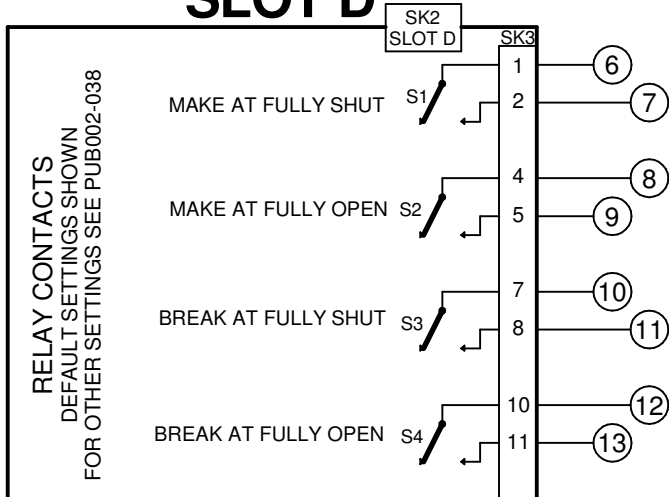 SLOT D
SK2
SLOT D
SK3
RELAY CONTACTS
DEFAULT SETTINGS SHOWN
FOR OTHER SETTINGS SEE PUB002-038
1 6
MAKE AT FULLY SHUT S1 2 7
4 8
MAKE AT FULLY OPEN S2 5 9
7 10
BREAK AT FULLY SHUT S3 8 11
10 12
BREAK AT FULLY OPEN S4 11 13